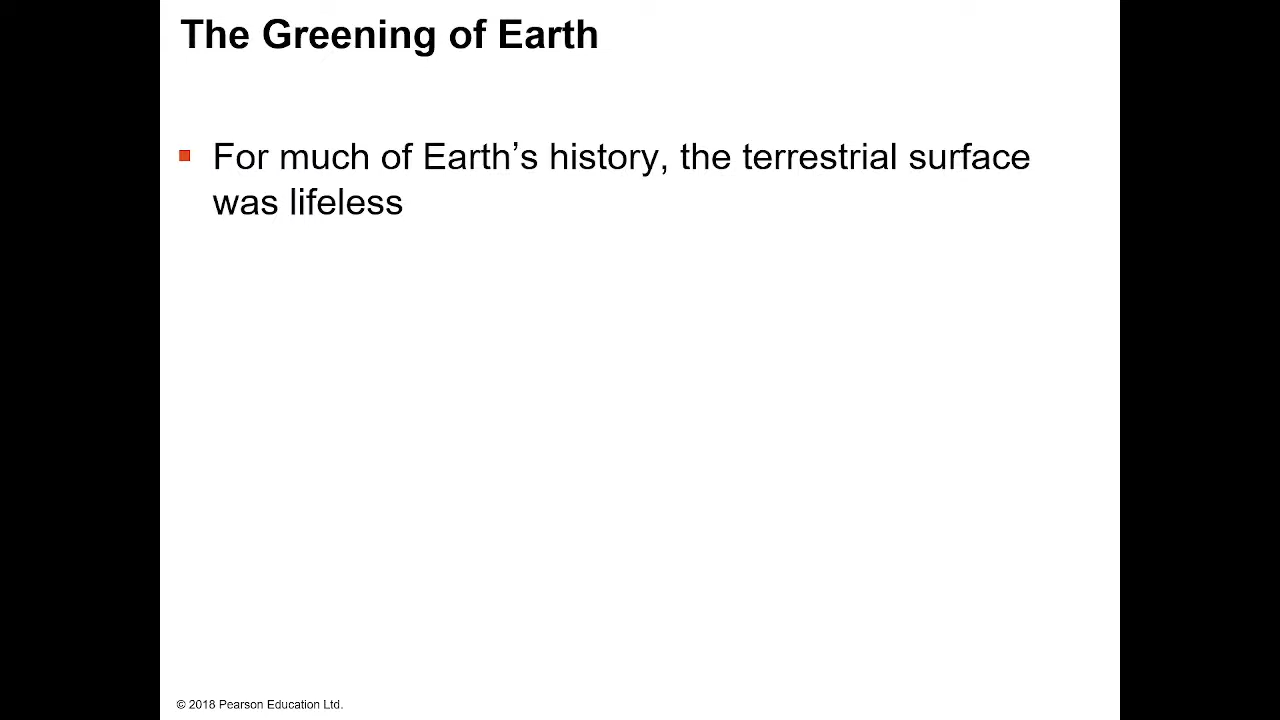 The Greening of Earth
For much of Earth’s history, the terrestrial surface
was lifeless
© 2018 Pearson Education Ltd.